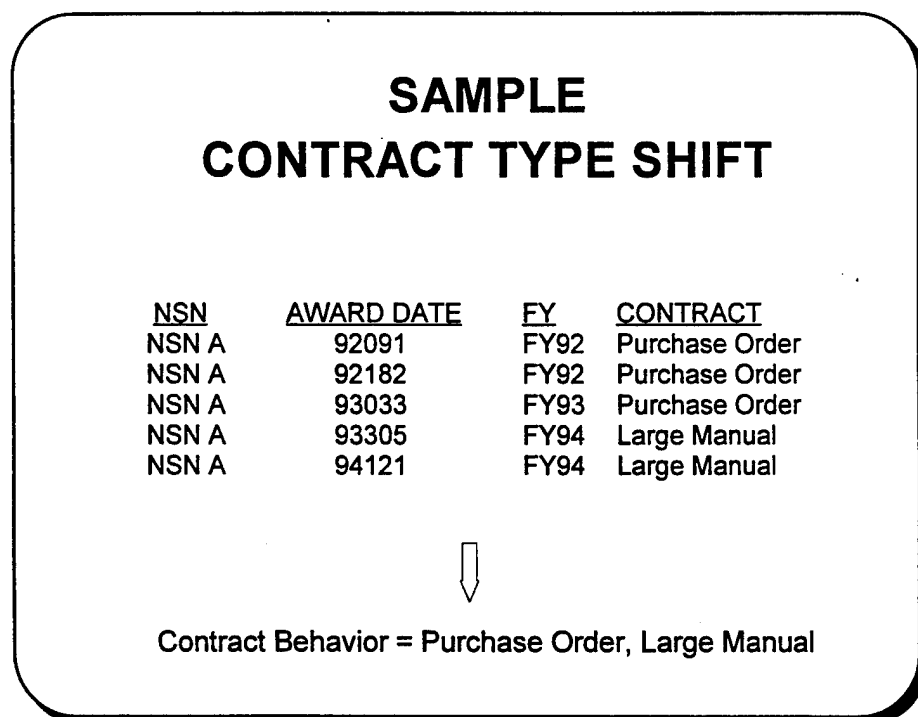 SAMPLE
CONTRACT TYPE SHIFT
NSN AWARD DATE FY CONTRACT
NSN A 92091 FY92 Purchase Order
NSN A 92182 FY92 Purchase Order
NSN A 93033 FY93 Purchase Order
NSN A 93305 FY94 Large Manual
NSN A 94121 FY94 Large Manual
Contract Behavior = Purchase Order, Large Manual